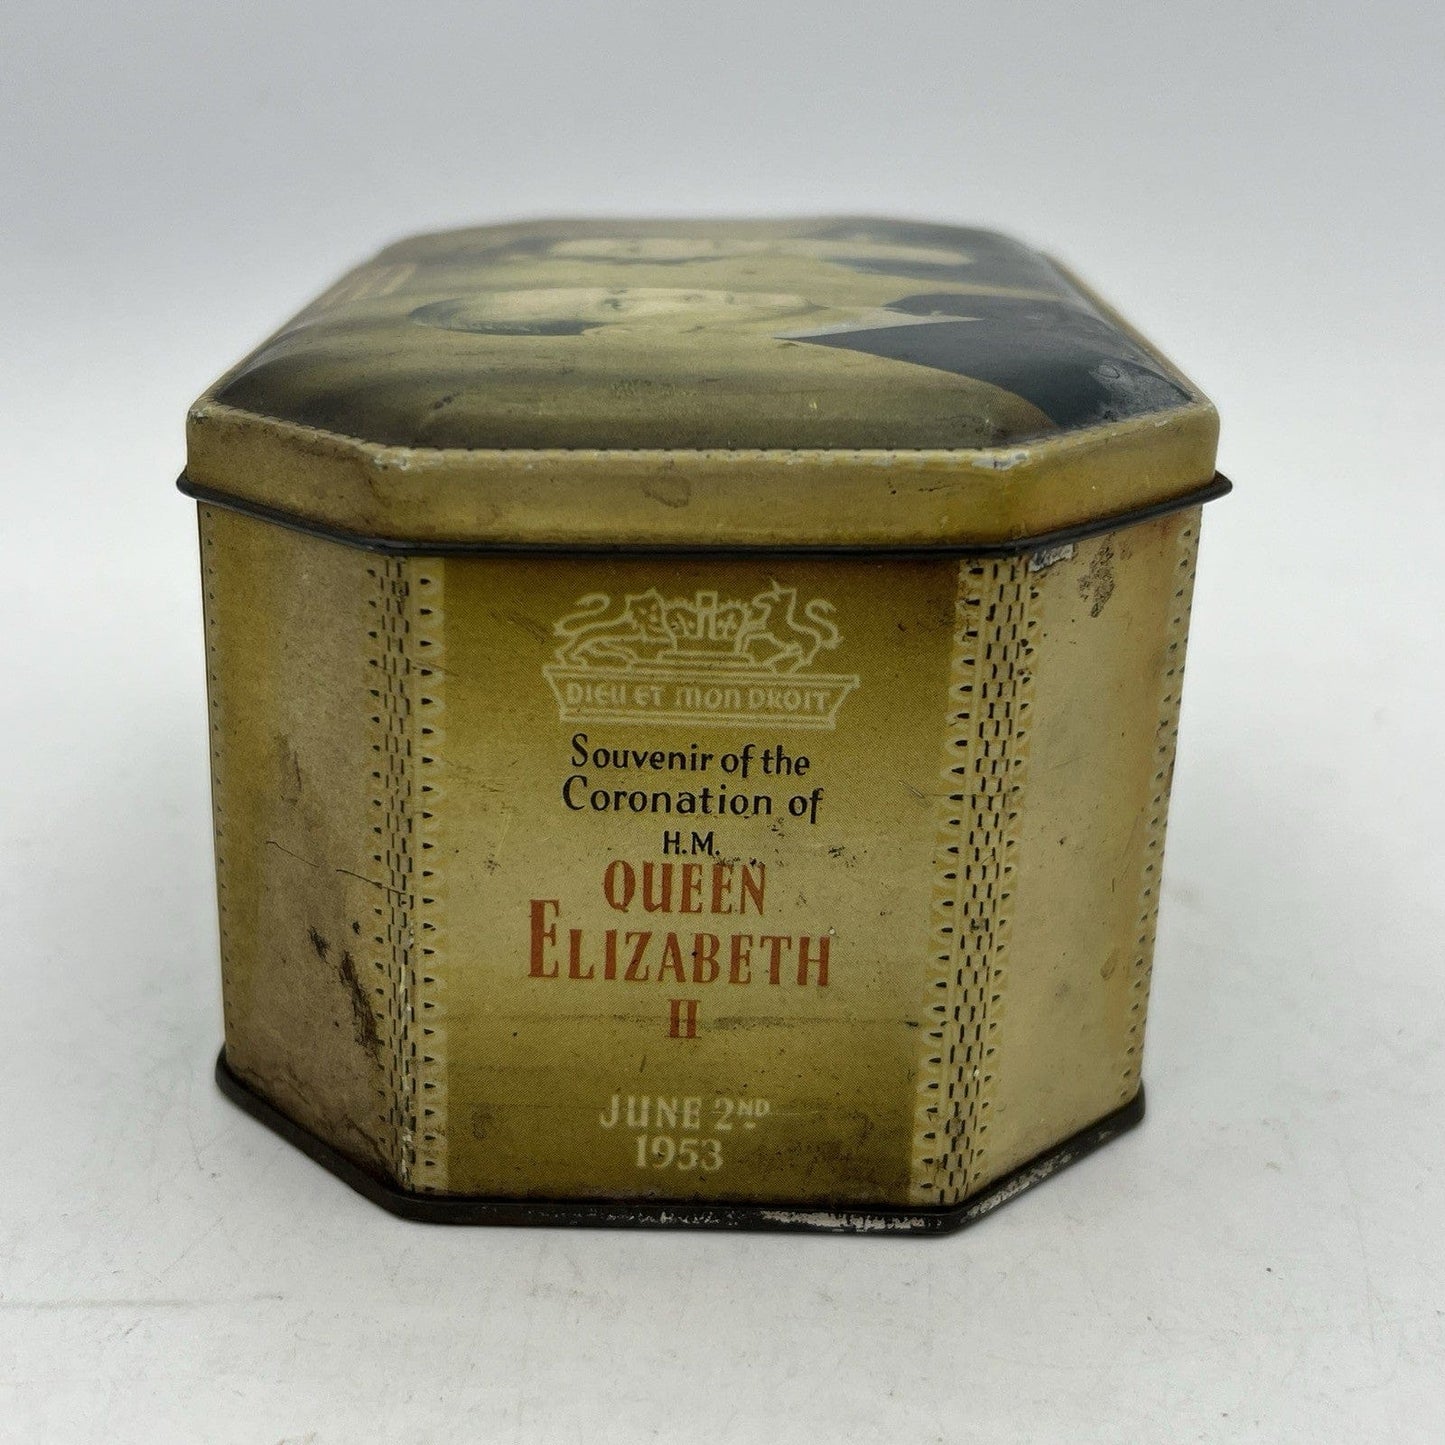 DIEU ET MON DROIT
Souvenir of the
Coronation of
H.M.
QUEEN
ELIZABETH
II
JUNE 2ND
1953